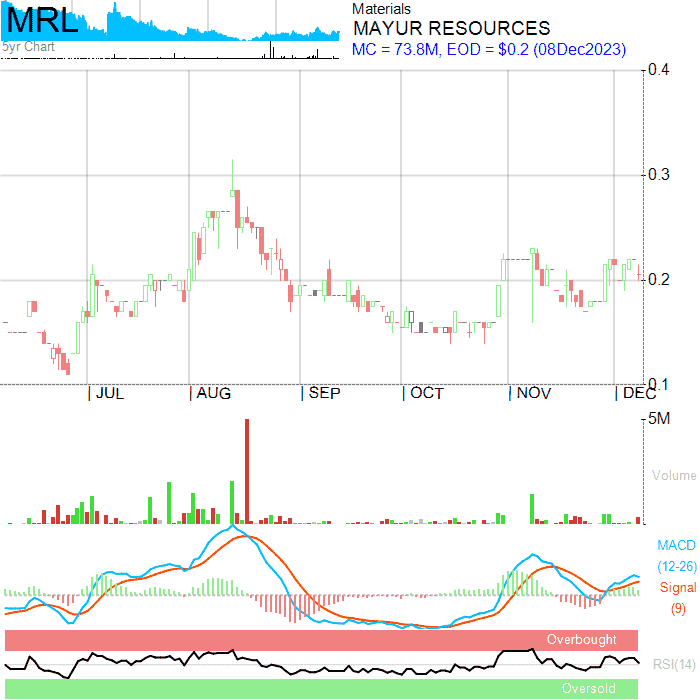 MRL
5yr Chart
Materials
MAYUR RESOURCES
MC = 73.8M, EOD = $0.2 (08Dec2023)
0.4
0.3
0.2
0.1
| JUL | AUG | SEP | OCT | NOV | DEC
5M
Volume
MACD
(12-26)
Signal
(9)
Overbought
RSI(14)
Oversold